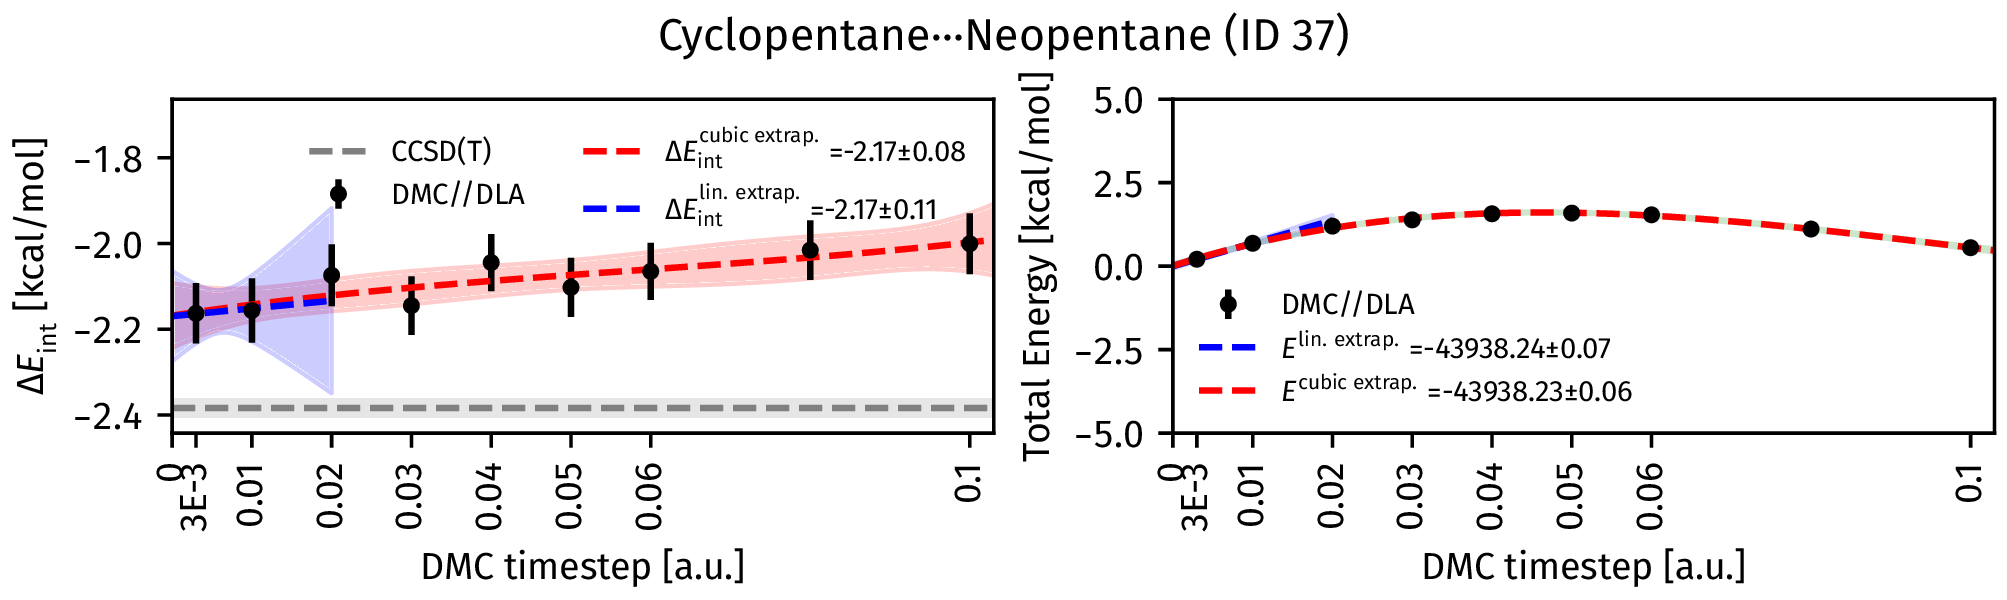 Cyclopentane···Neopentane (ID 37)
ΔE_int [kcal/mol]
−1.8
−2.0
−2.2
−2.4
CCSD(T)
DMC//DLA
ΔE_int^cubic extrap. =-2.17±0.08
ΔE_int^lin. extrap. =-2.17±0.11
0
3E-3
0.01
0.02
0.03
0.04
0.05
0.06
0.1
DMC timestep [a.u.]
Total Energy [kcal/mol]
5.0
2.5
0.0
−2.5
−5.0
DMC//DLA
E^lin. extrap. =-43938.24±0.07
E^cubic extrap. =-43938.23±0.06
0
3E-3
0.01
0.02
0.03
0.04
0.05
0.06
0.1
DMC timestep [a.u.]